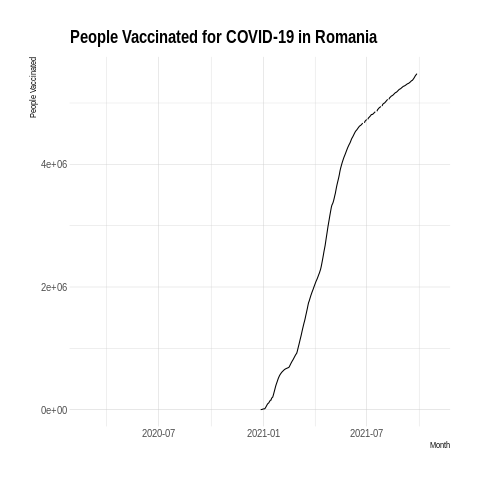 People Vaccinated for COVID-19 in Romania
People Vaccinated
4e+06
2e+06
0e+00
2020-07
2021-01
2021-07
Month